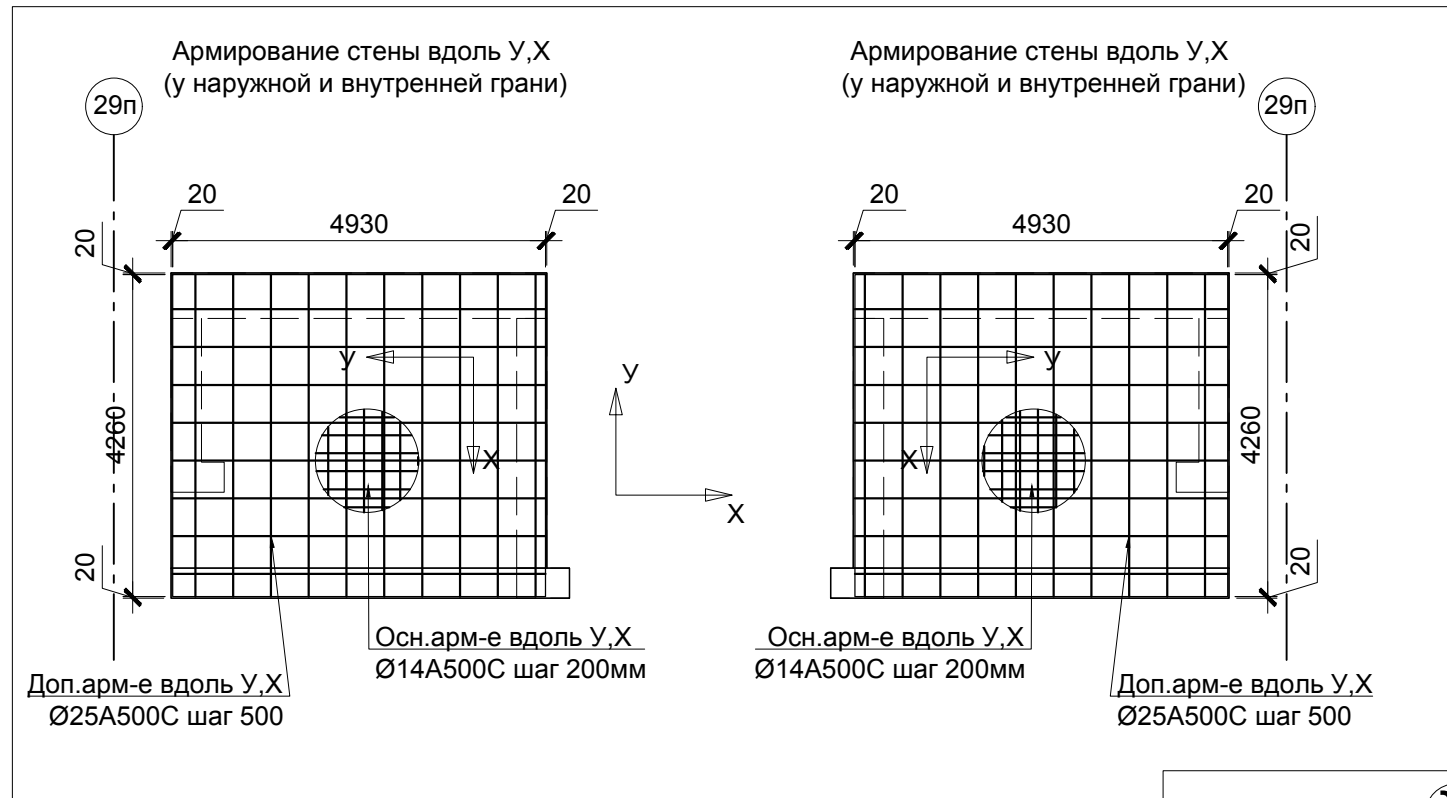 Армирование стены вдоль У,Х
(у наружной и внутренней грани)
29п
20
20
4930
20
4260
20
У
Х
Осн.арм-е вдоль У,Х
Ø14А500С шаг 200мм
Доп.арм-е вдоль У,Х
Ø25А500С шаг 500
У
Х
Армирование стены вдоль У,Х
(у наружной и внутренней грани)
29п
20
20
4930
20
4260
20
У
Х
Осн.арм-е вдоль У,Х
Ø14А500С шаг 200мм
Доп.арм-е вдоль У,Х
Ø25А500С шаг 500